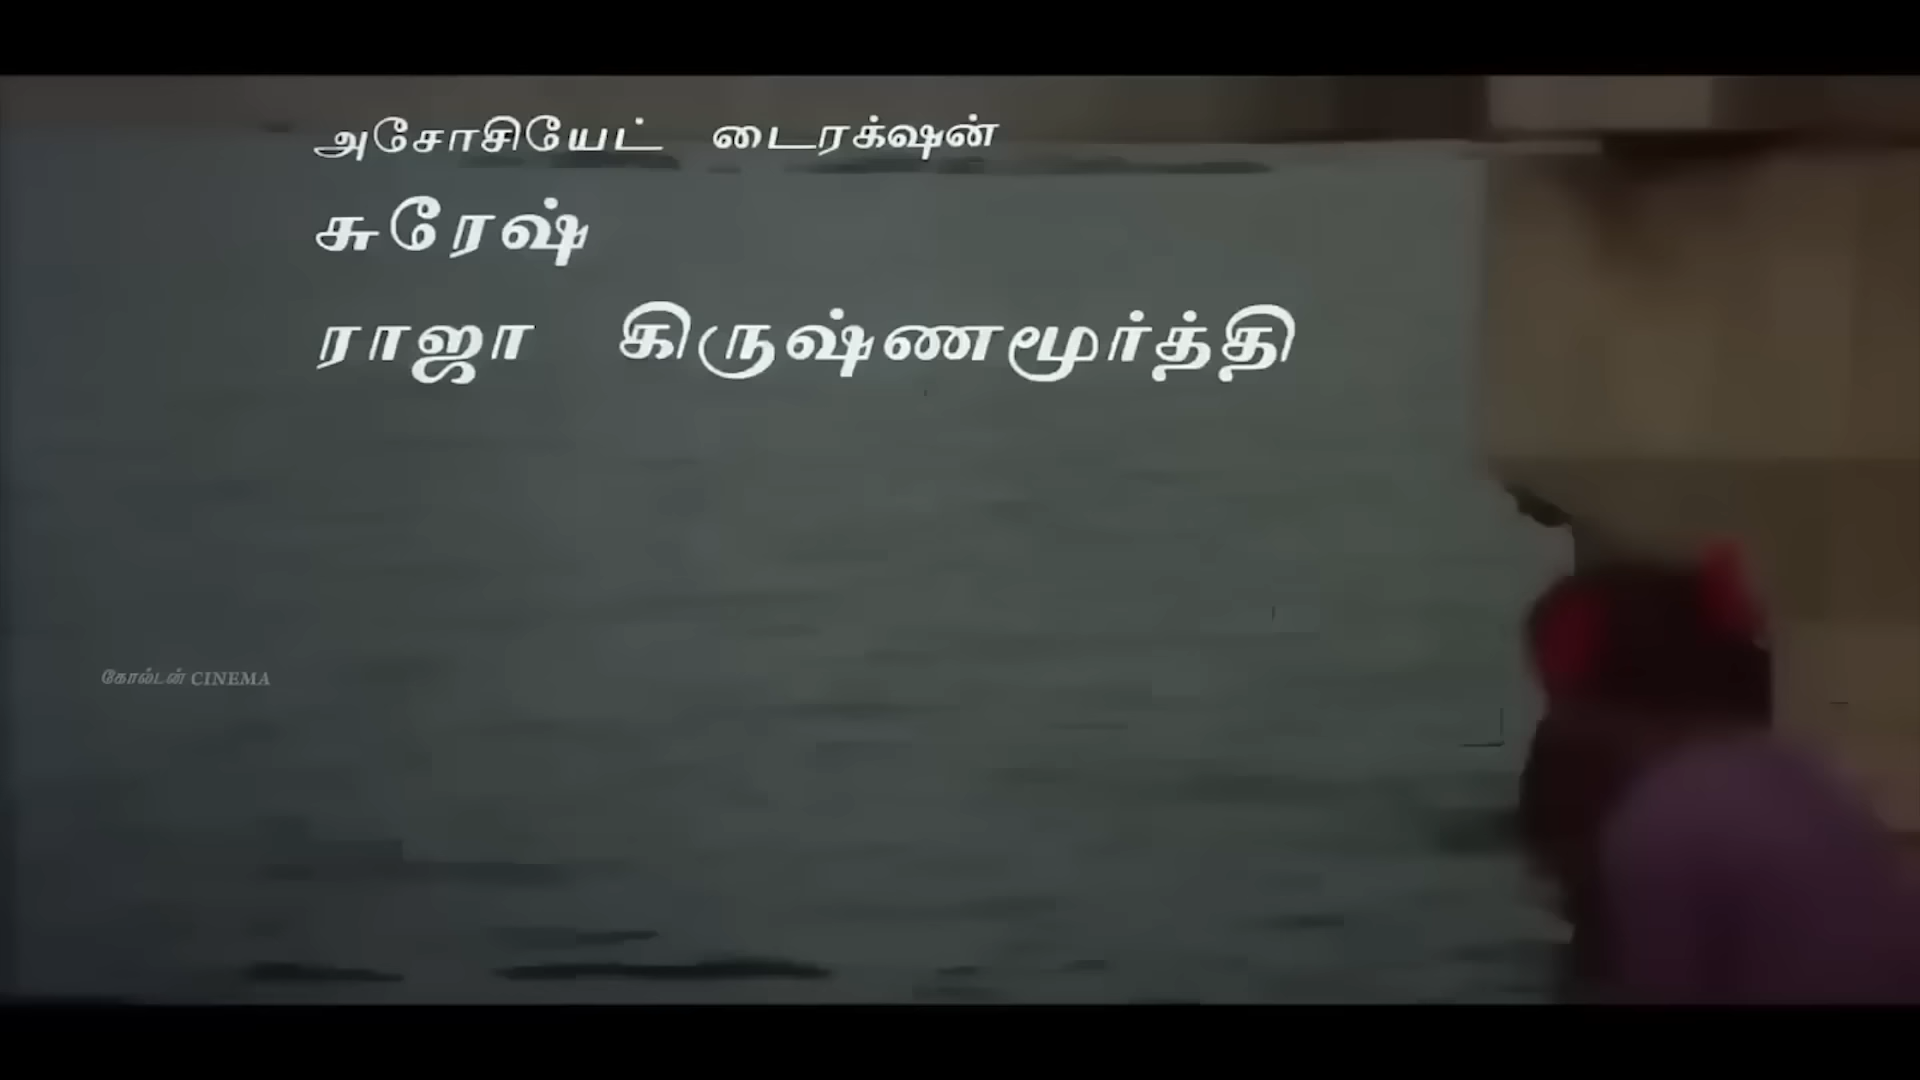 அசோசியேட் டைரக்‌ஷன்
சுரேஷ்
ராஜா கிருஷ்ணமூர்த்தி
கோல்டன் CINEMA